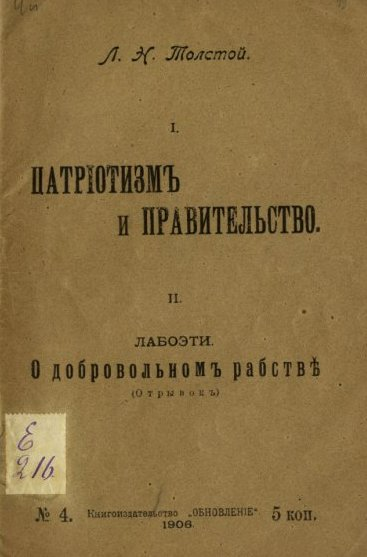 Л. Н. Толстой.
I.
ПАТРІОТИЗМЪ
и ПРАВИТЕЛЬСТВО.
II.
ЛАБОЭТИ.
О добровольномъ рабствѣ
(Отрывокъ)
Е
216
№ 4. Книгоиздательство „ОБНОВЛЕНІЕ“. 5 коп.
1906.